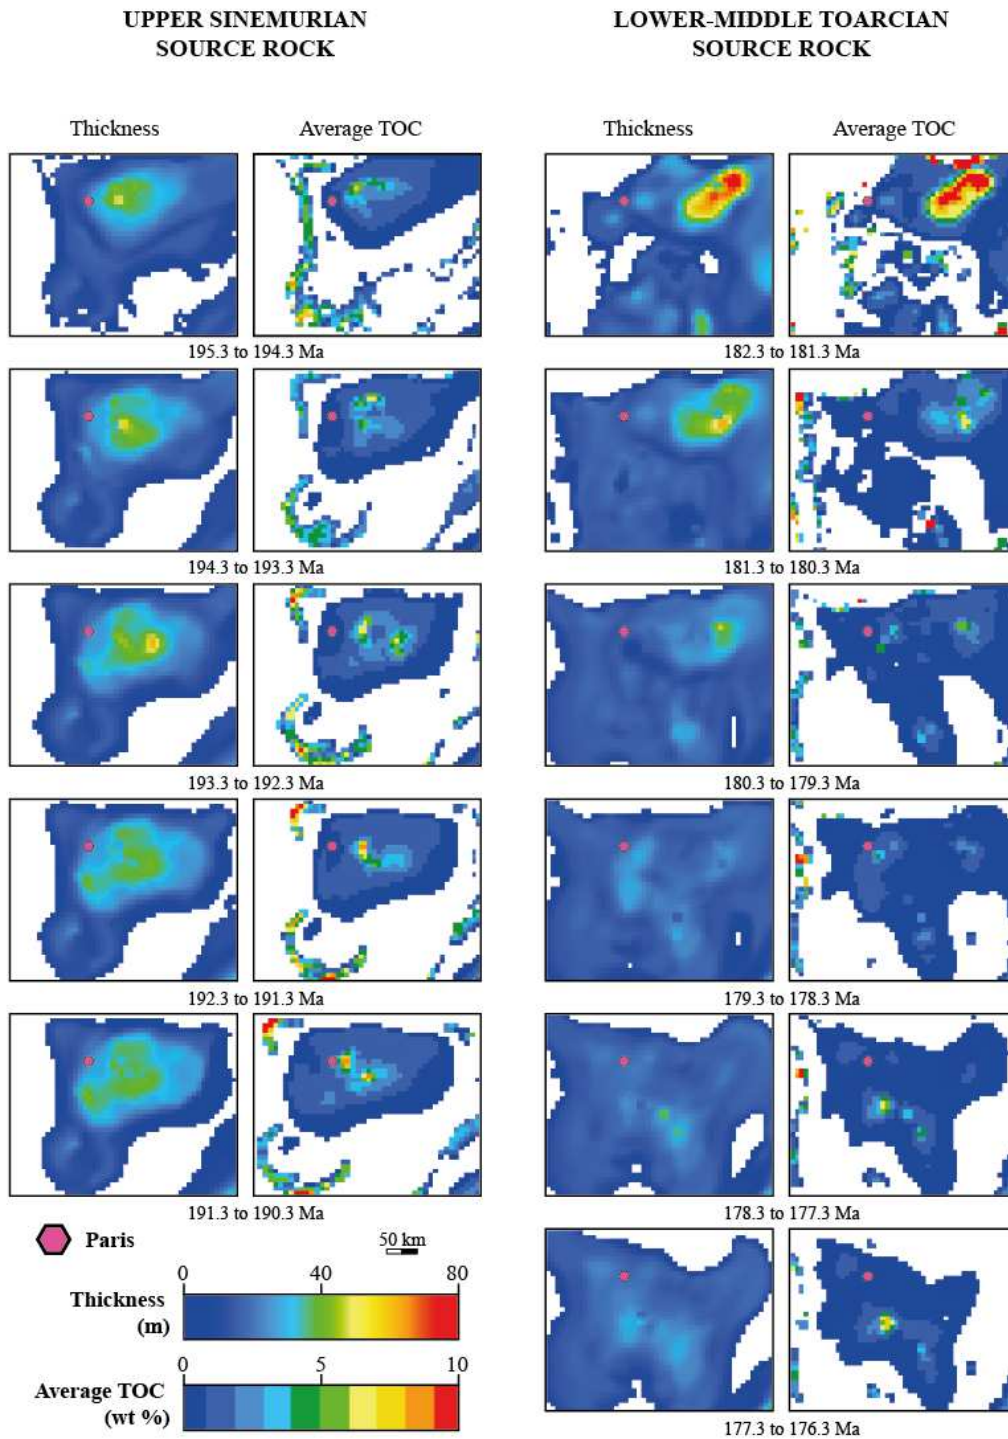 UPPER SINEMURIAN
SOURCE ROCK
LOWER-MIDDLE TOARCIAN
SOURCE ROCK
Thickness
Average TOC
Thickness
Average TOC
195.3 to 194.3 Ma
182.3 to 181.3 Ma
194.3 to 193.3 Ma
181.3 to 180.3 Ma
193.3 to 192.3 Ma
180.3 to 179.3 Ma
192.3 to 191.3 Ma
179.3 to 178.3 Ma
191.3 to 190.3 Ma
178.3 to 177.3 Ma
Paris
50 km
0 40 80
Thickness
(m)
0 5 10
Average TOC
(wt %)
177.3 to 176.3 Ma